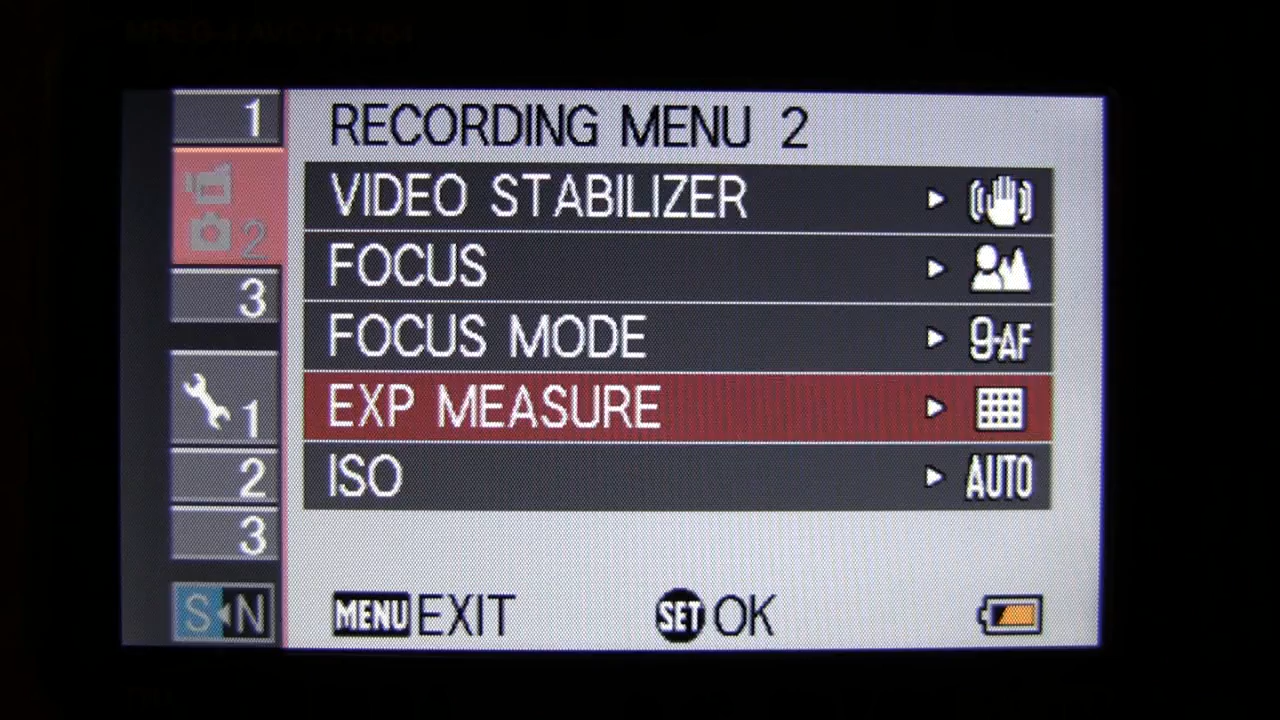 1
RECORDING MENU 2
VIDEO STABILIZER
2
FOCUS
3
FOCUS MODE 9-AF
1
EXP MEASURE
2
ISO AUTO
3
S N
MENU EXIT
SET OK